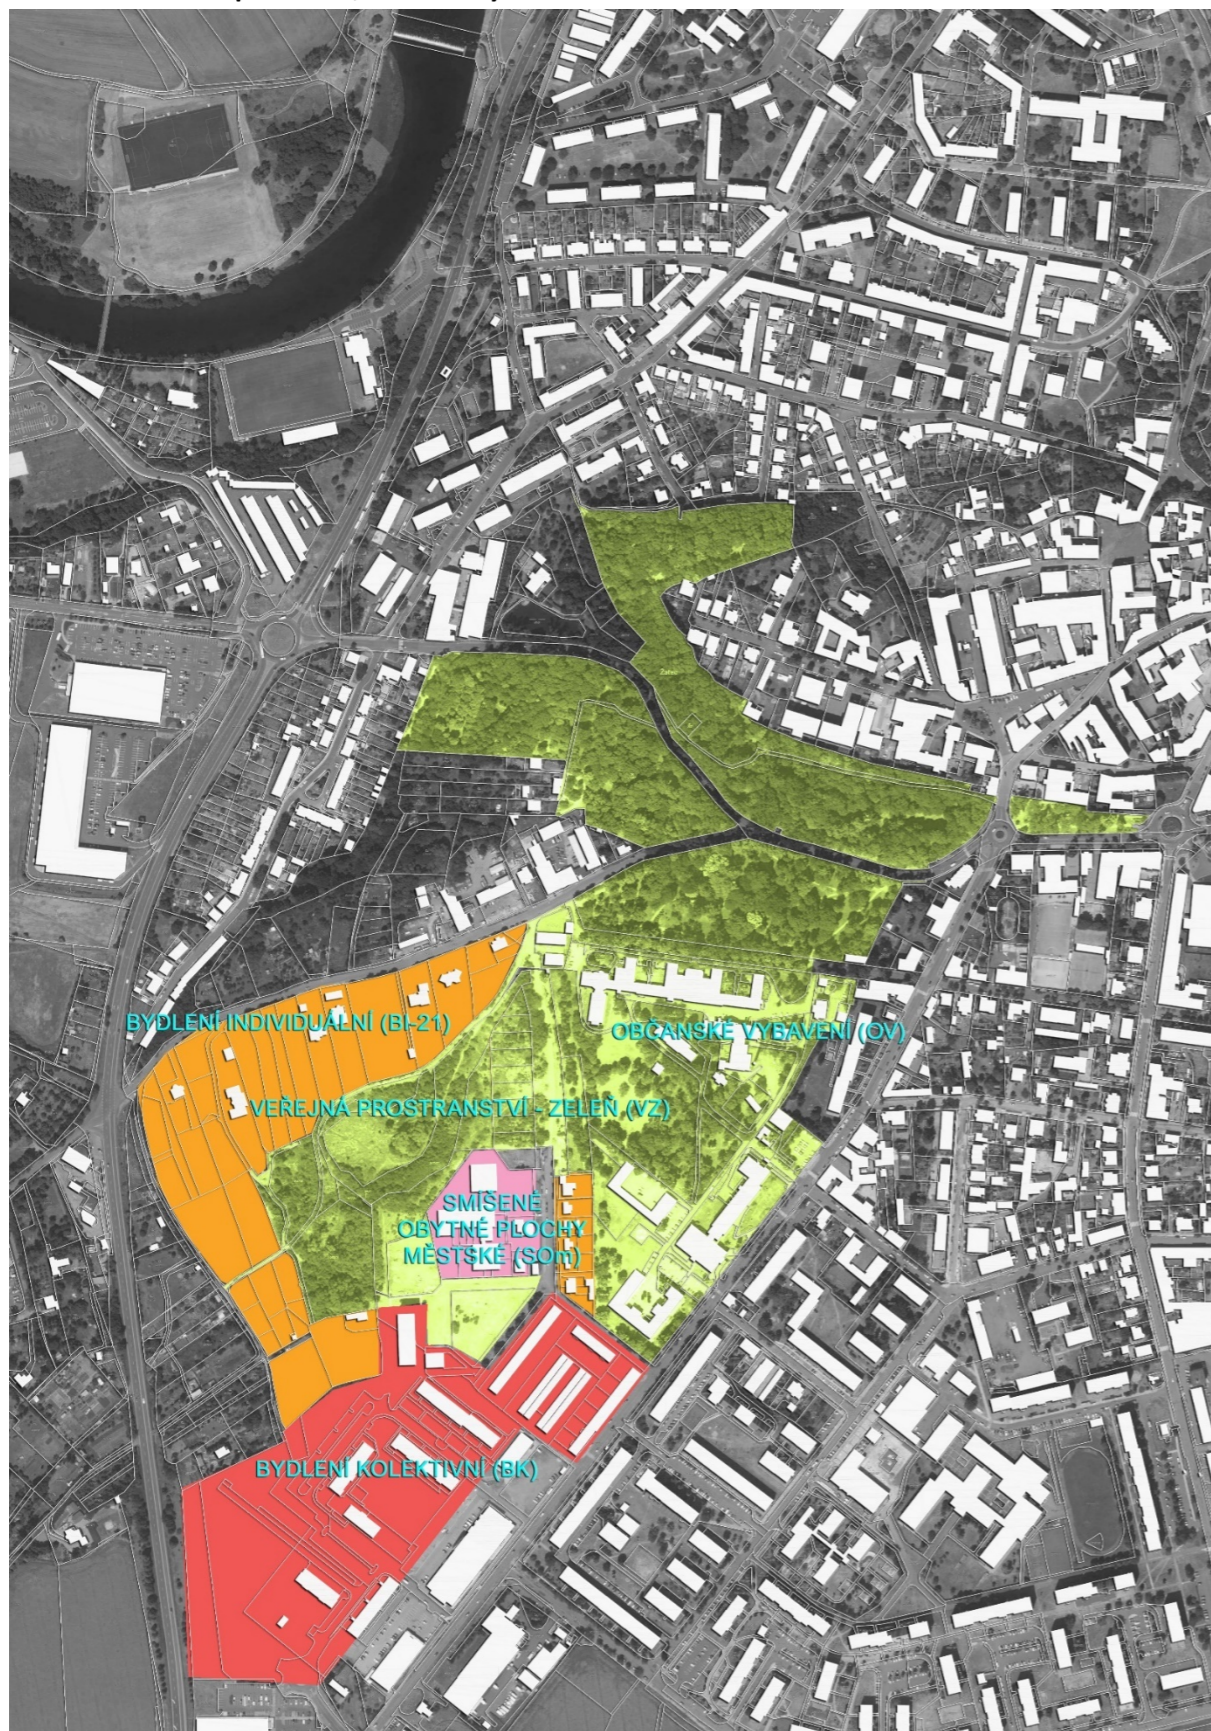 BYDLENÍ INDIVIDUÁLNÍ (BI-21)
OBČANSKÉ VYBAVENÍ (OV)
VEŘEJNÁ PROSTRANSTVÍ - ZELEŇ (VZ)
SMÍŠENÉ
OBYTNÉ PLOCHY
MĚSTSKÉ (SOm)
BYDLENÍ KOLEKTIVNÍ (BK)